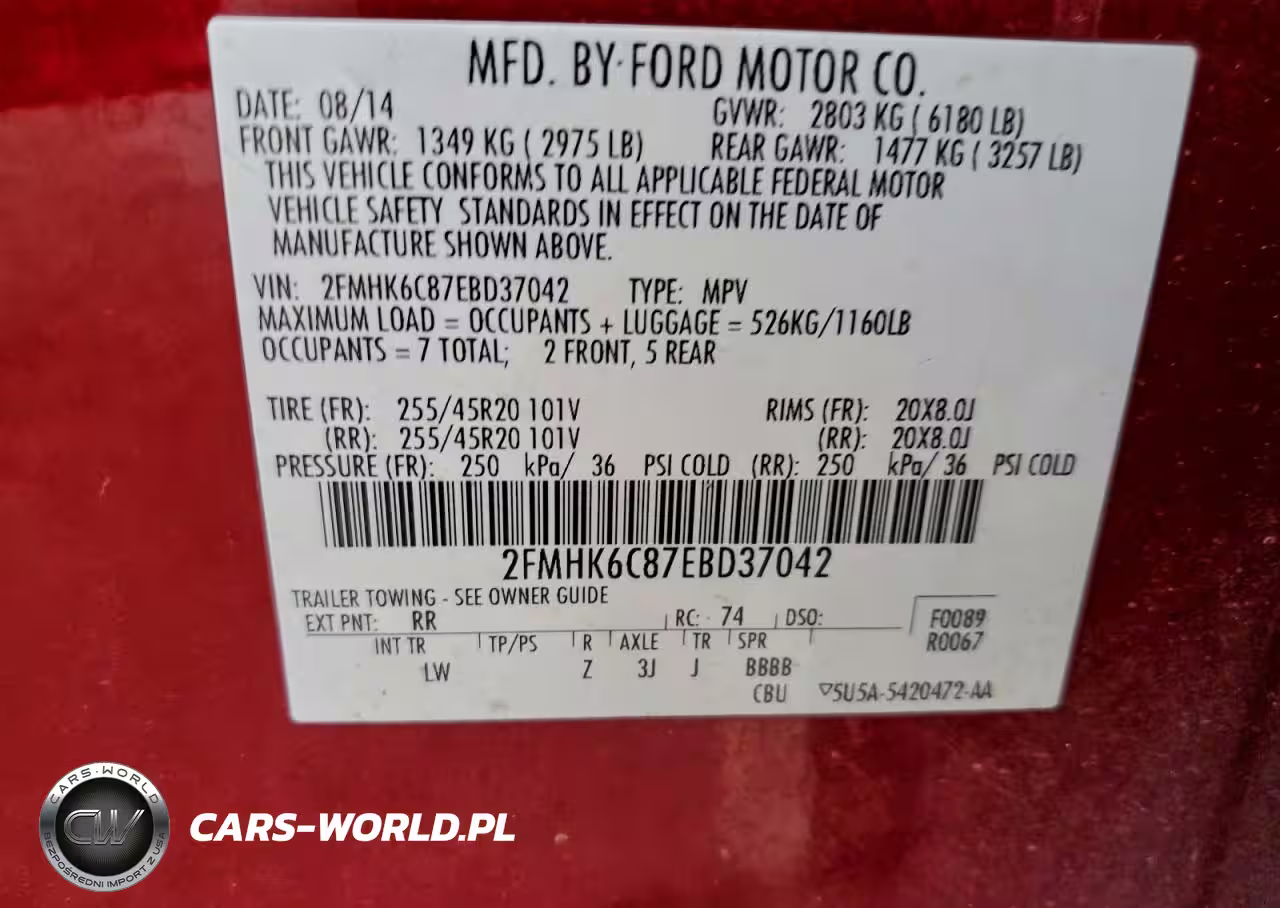 MFD. BY FORD MOTOR CO.
DATE: 08/14 GVWR: 2803 KG ( 6180 LB)
FRONT GAWR: 1349 KG ( 2975 LB) REAR GAWR: 1477 KG ( 3257 LB)
THIS VEHICLE CONFORMS TO ALL APPLICABLE FEDERAL MOTOR
VEHICLE SAFETY STANDARDS IN EFFECT ON THE DATE OF
MANUFACTURE SHOWN ABOVE.
VIN: 2FMHK6C87EBD37042 TYPE: MPV
MAXIMUM LOAD = OCCUPANTS + LUGGAGE = 526KG/1160LB
OCCUPANTS = 7 TOTAL; 2 FRONT, 5 REAR
TIRE (FR): 255/45R20 101V RIMS (FR): 20X8.0J
(RR): 255/45R20 101V (RR): 20X8.0J
PRESSURE (FR): 250 kPa/ 36 PSI COLD (RR): 250 kPa/ 36 PSI COLD
2FMHK6C87EBD37042
TRAILER TOWING - SEE OWNER GUIDE
EXT PNT: RR RC: 74 DSO: F0089
R0067
INT TR TP/PS R AXLE TR SPR
LW Z 3J J BBBB
CBU ▽5U5A-5420472-AA
CARS-WORLD
CW
BEZPOŚREDNI IMPORT Z USA
CARS-WORLD.PL